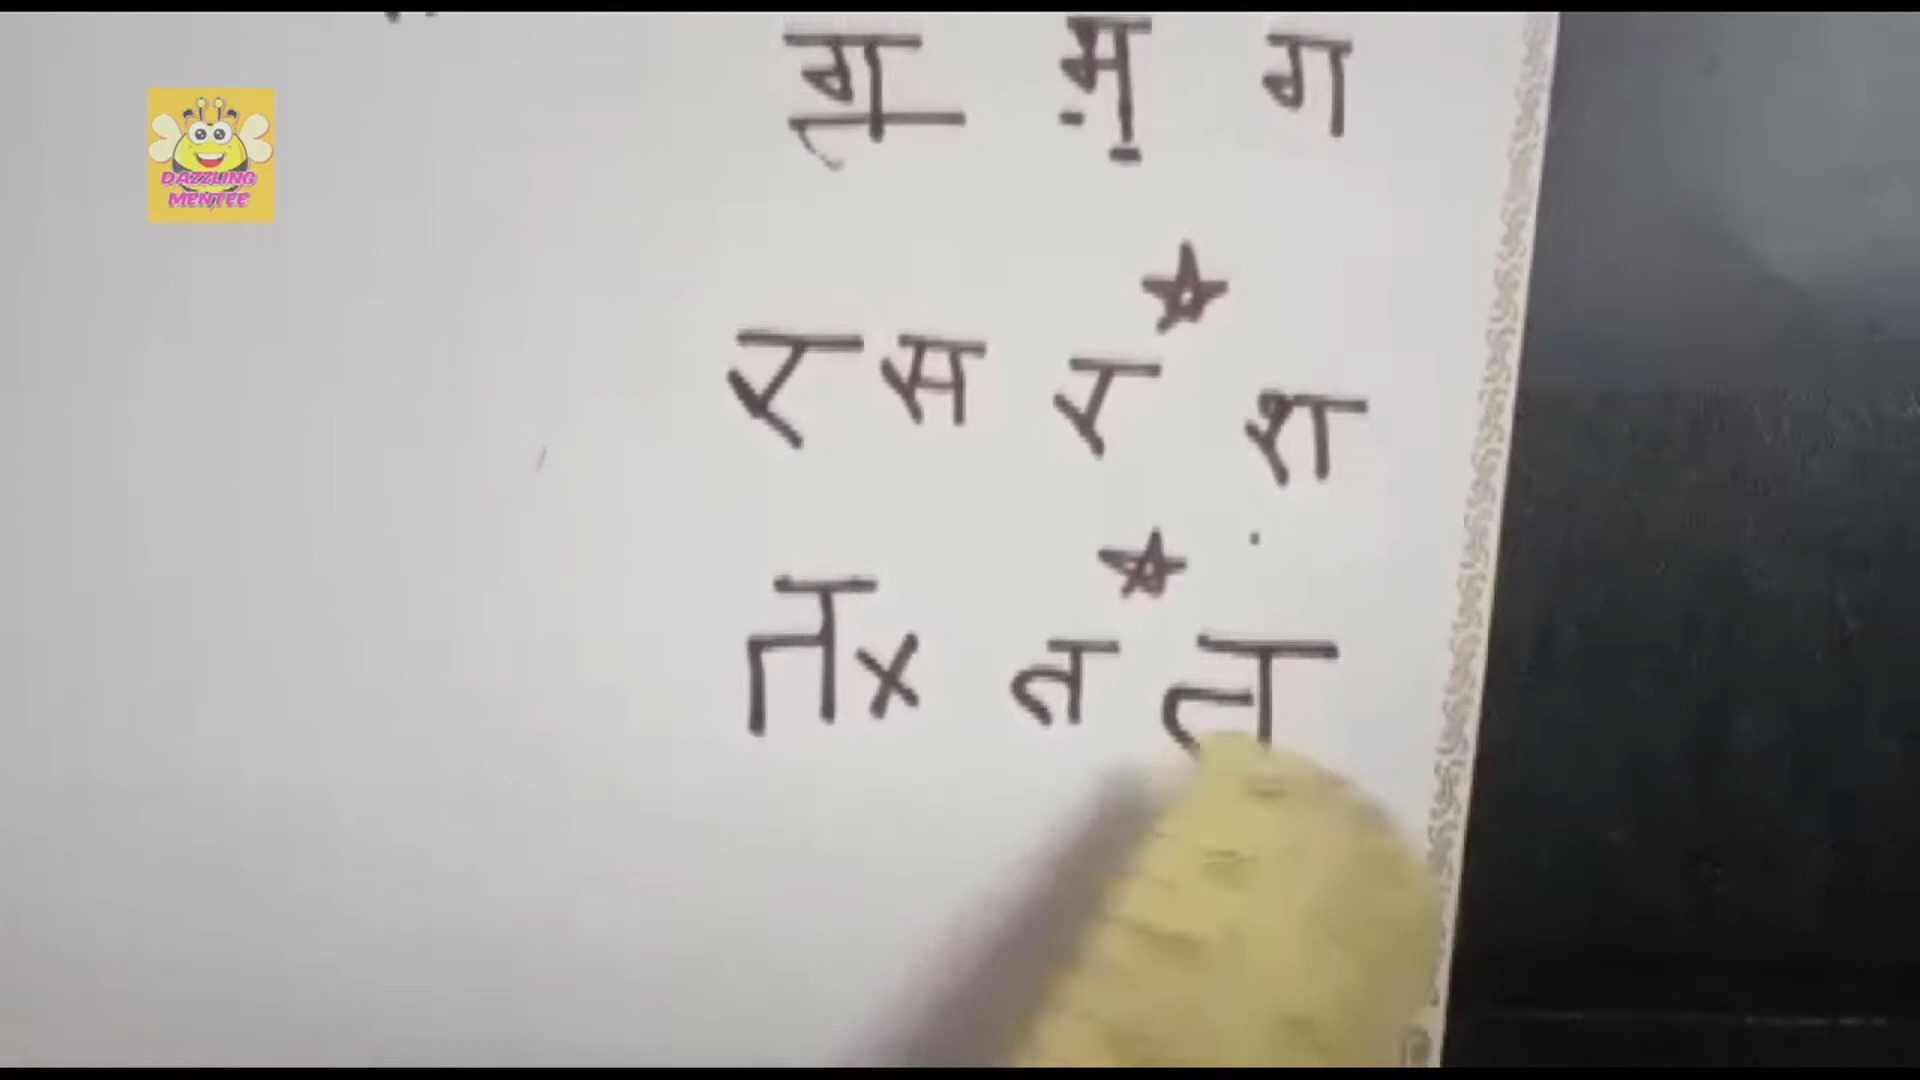 DAZZLING
MENTEE
ग म ग
र स र श
त x त त